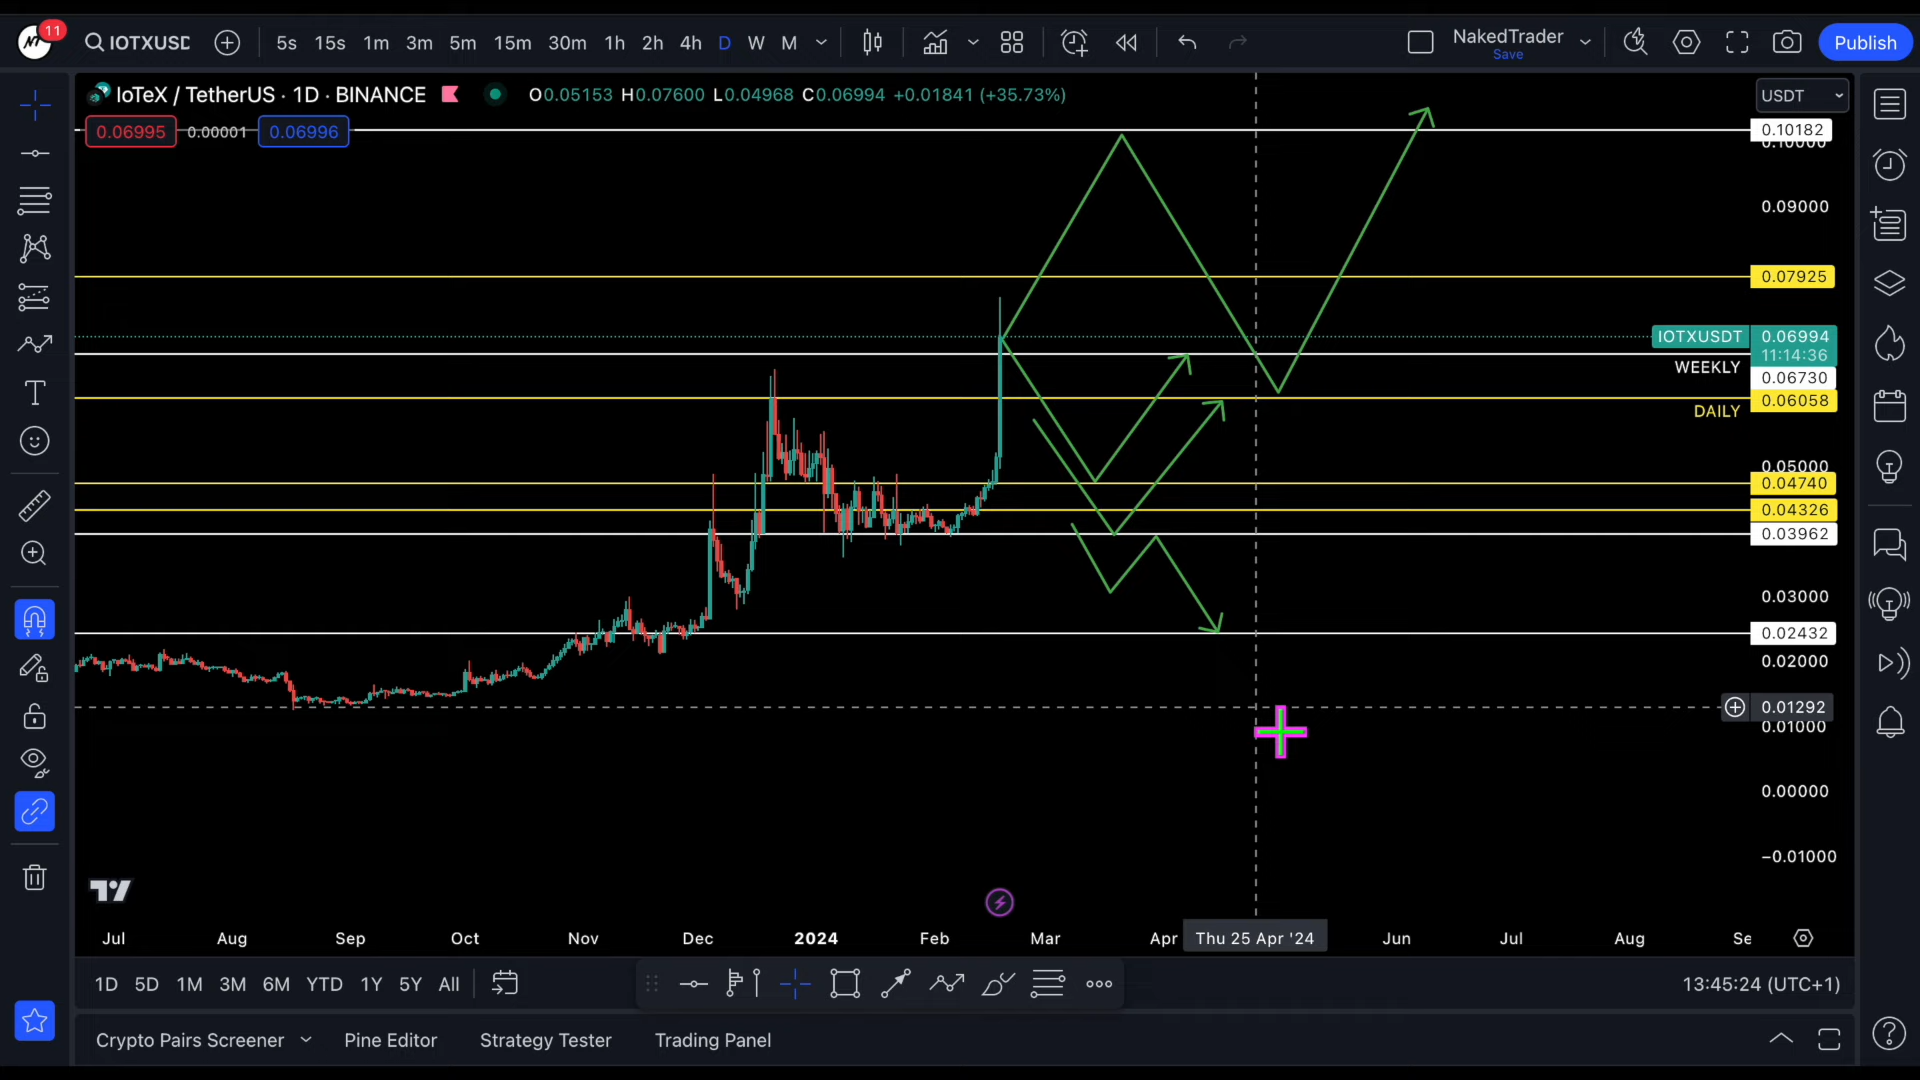 11
IOTXUSD
5s 15s 1m 3m 5m 15m 30m 1h 2h 4h D W M
NakedTrader
Save
Publish
IoTeX / TetherUS · 1D · BINANCE
O0.05153 H0.07600 L0.04968 C0.06994 +0.01841 (+35.73%)
USDT
0.06995 0.00001 0.06996
0.10182
0.10000
0.09000
0.07925
IOTXUSDT 0.06994
11:14:36
WEEKLY
0.06730
0.06058
DAILY
0.05000
0.04740
0.04326
0.03962
0.03000
0.02432
0.02000
0.01292
0.01000
0.00000
−0.01000
Jul Aug Sep Oct Nov Dec 2024 Feb Mar Apr Thu 25 Apr '24 Jun Jul Aug Se
1D 5D 1M 3M 6M YTD 1Y 5Y All
13:45:24 (UTC+1)
Crypto Pairs Screener Pine Editor Strategy Tester Trading Panel